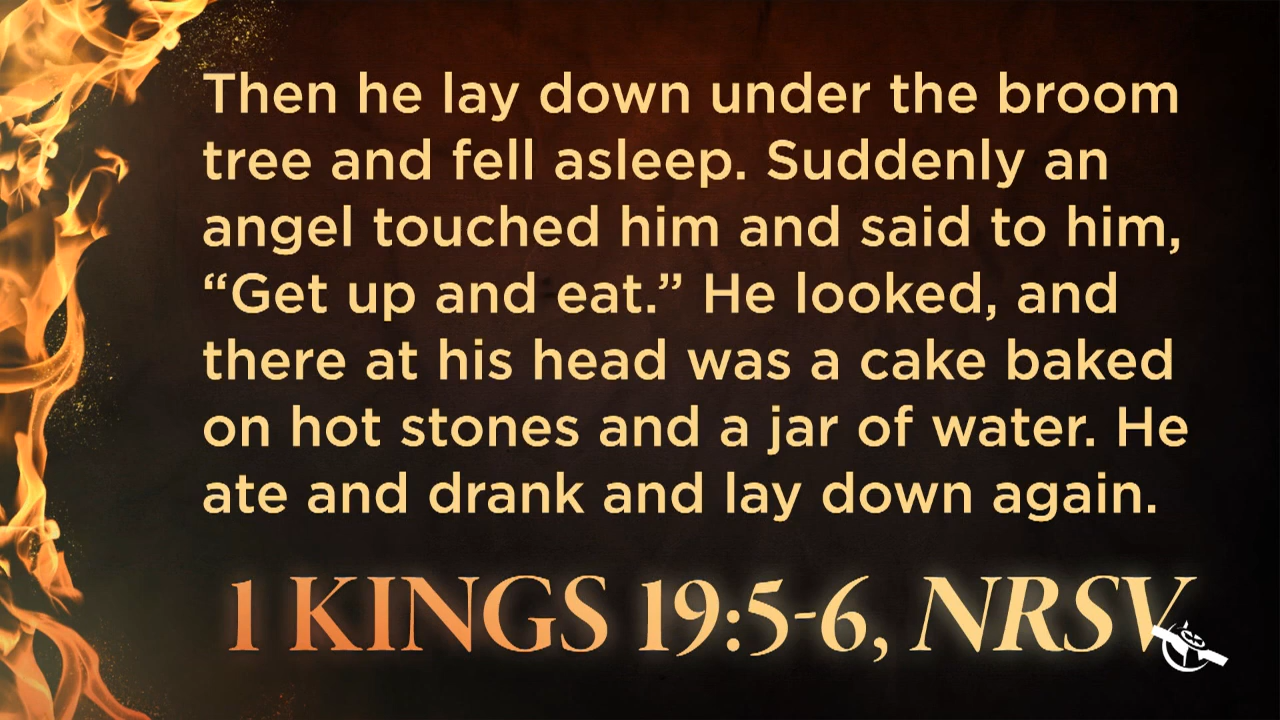 Then he lay down under the broom
tree and fell asleep. Suddenly an
angel touched him and said to him,
“Get up and eat.” He looked, and
there at his head was a cake baked
on hot stones and a jar of water. He
ate and drank and lay down again.
1 KINGS 19:5-6, NRSV